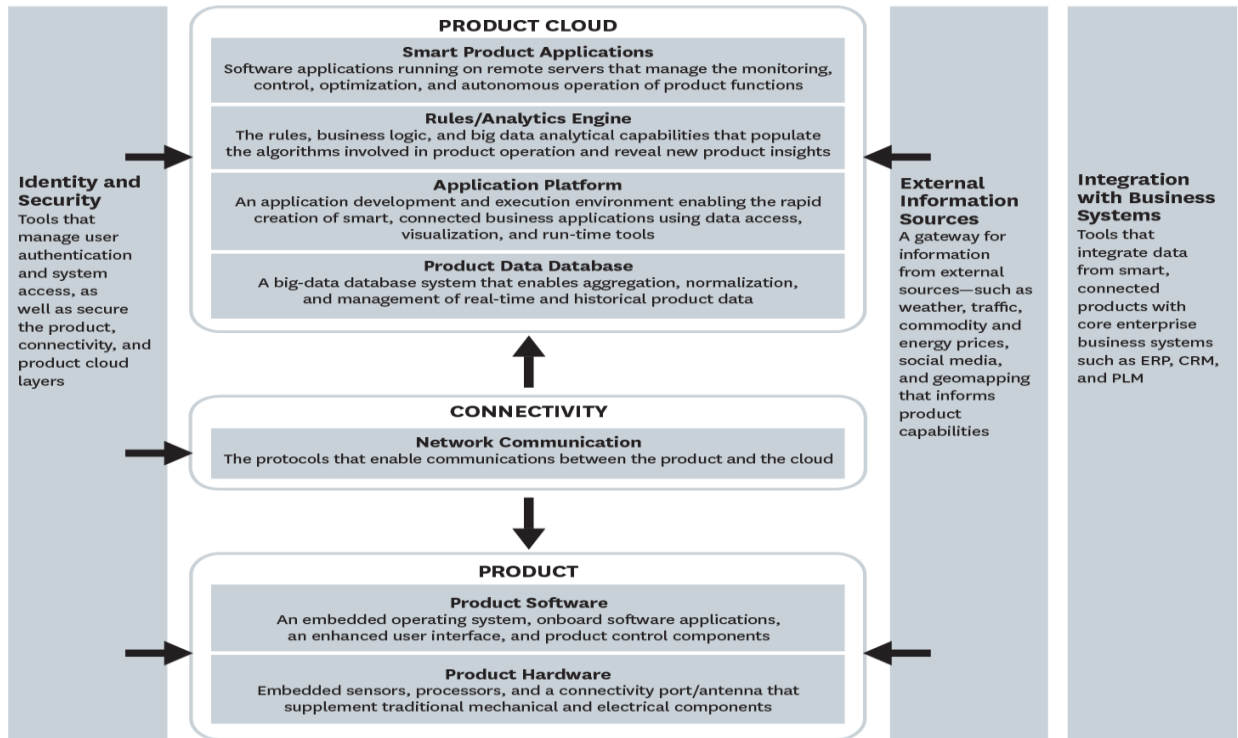 PRODUCT CLOUD
Smart Product Applications
Software applications running on remote servers that manage the monitoring,
control, optimization, and autonomous operation of product functions
Rules/Analytics Engine
The rules, business logic, and big data analytical capabilities that populate
the algorithms involved in product operation and reveal new product insights
Application Platform
An application development and execution environment enabling the rapid
creation of smart, connected business applications using data access,
visualization, and run-time tools
Product Data Database
A big-data database system that enables aggregation, normalization,
and management of real-time and historical product data
Identity and
Security
Tools that
manage user
authentication
and system
access, as
well as secure
the product,
connectivity, and
product cloud
layers
External
Information
Sources
A gateway for
information
from external
sources—such as
weather, traffic,
commodity and
energy prices,
social media,
and geomapping
that informs
product
capabilities
Integration
with Business
Systems
Tools that
integrate data
from smart,
connected
products with
core enterprise
business systems
such as ERP, CRM,
and PLM
CONNECTIVITY
Network Communication
The protocols that enable communications between the product and the cloud
PRODUCT
Product Software
An embedded operating system, onboard software applications,
an enhanced user interface, and product control components
Product Hardware
Embedded sensors, processors, and a connectivity port/antenna that
supplement traditional mechanical and electrical components